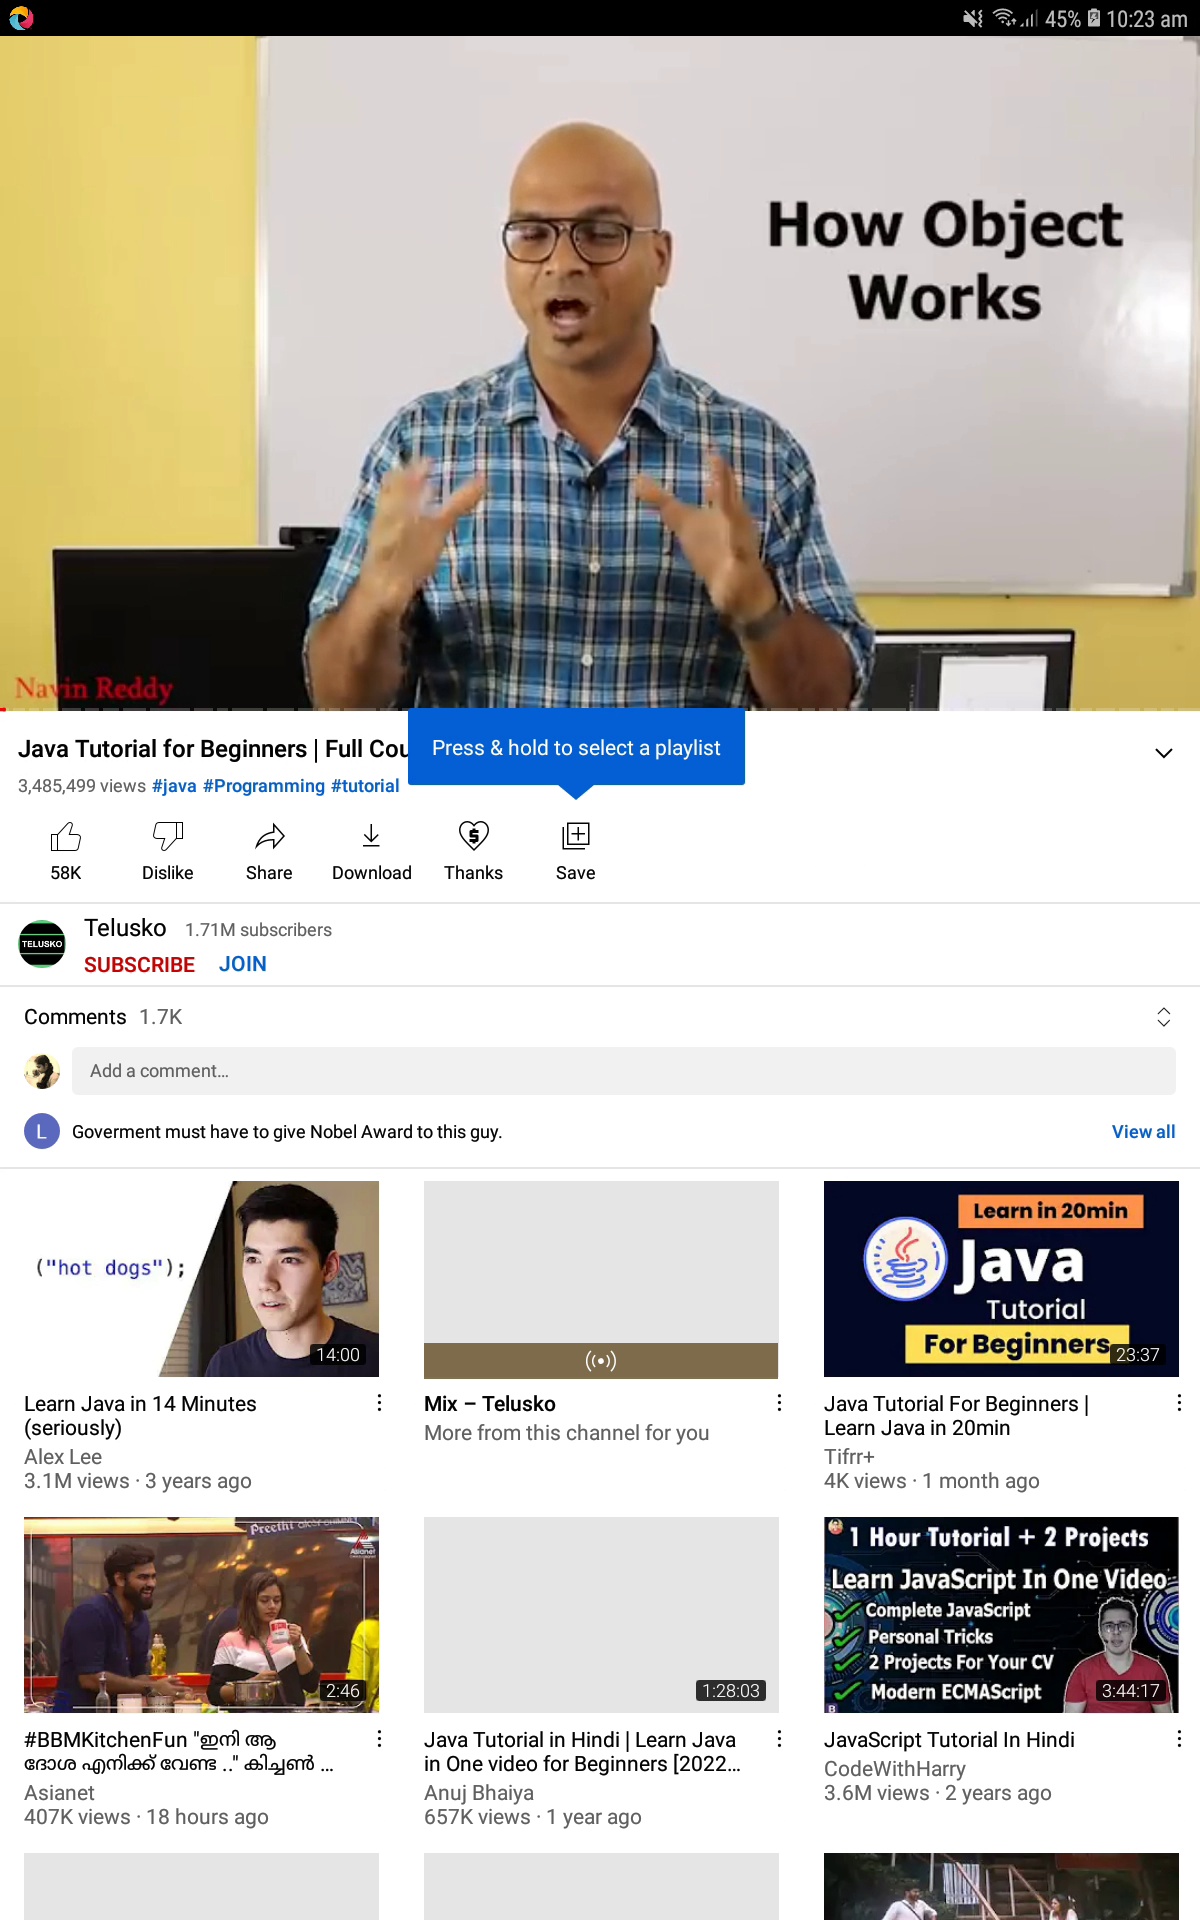 45% 10:23 am
How Object
Works
Navin Reddy
Java Tutorial for Beginners | Full Cou
Press & hold to select a playlist
3,485,499 views #java #Programming #tutorial
58K
Dislike
Share
Download
Thanks
Save
TELUSKO
Telusko 1.71M subscribers
SUBSCRIBE JOIN
Comments 1.7K
Add a comment...
L
Goverment must have to give Nobel Award to this guy.
View all
("hot dogs");
14:00
Learn Java in 14 Minutes
(seriously)
Alex Lee
3.1M views · 3 years ago
Mix – Telusko
More from this channel for you
Learn in 20min
Java
Tutorial
For Beginners
23:37
Java Tutorial For Beginners |
Learn Java in 20min
Tifrr+
4K views · 1 month ago
Preethi
Asianet
2:46
#BBMKitchenFun "ഇനി ആ
ദോശ എനിക്ക് വേണ്ട .." കിച്ചൺ ...
Asianet
407K views · 18 hours ago
1:28:03
Java Tutorial in Hindi | Learn Java
in One video for Beginners [2022...
Anuj Bhaiya
657K views · 1 year ago
1 Hour Tutorial + 2 Projects
Learn JavaScript In One Video
Complete JavaScript
Personal Tricks
2 Projects For Your CV
Modern ECMAScript
3:44:17
JavaScript Tutorial In Hindi
CodeWithHarry
3.6M views · 2 years ago